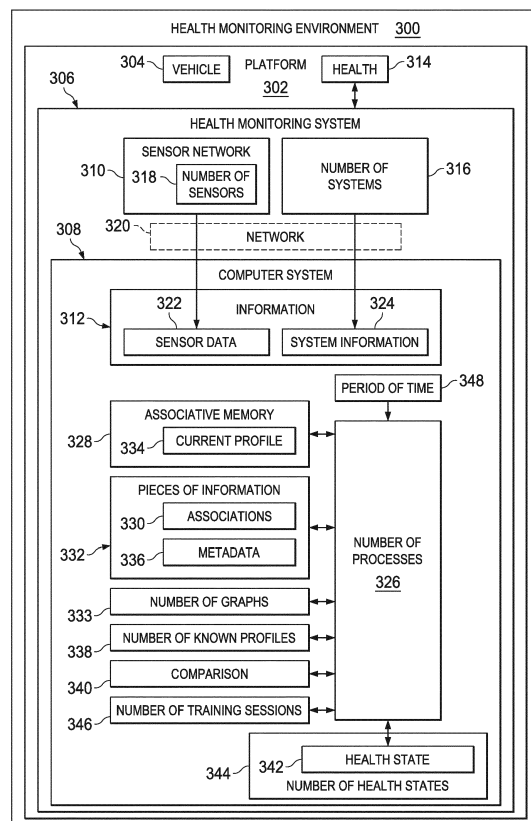 HEALTH MONITORING ENVIRONMENT 300
304 VEHICLE PLATFORM 302 HEALTH 314
306
HEALTH MONITORING SYSTEM
SENSOR NETWORK
310 318 NUMBER OF SENSORS
NUMBER OF SYSTEMS 316
320 NETWORK
308
COMPUTER SYSTEM
INFORMATION
312 322 324
SENSOR DATA SYSTEM INFORMATION
PERIOD OF TIME 348
ASSOCIATIVE MEMORY
328 334 CURRENT PROFILE
PIECES OF INFORMATION
330 ASSOCIATIONS
332 336 METADATA
NUMBER OF PROCESSES 326
333 NUMBER OF GRAPHS
338 NUMBER OF KNOWN PROFILES
340 COMPARISON
346 NUMBER OF TRAINING SESSIONS
344 342 HEALTH STATE
NUMBER OF HEALTH STATES